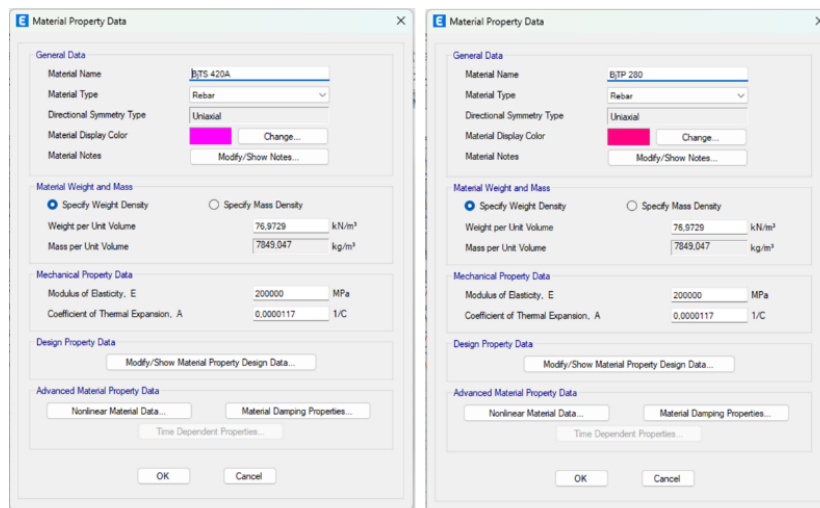 E Material Property Data
General Data
Material Name BjTS 420A
Material Type Rebar
Directional Symmetry Type Uniaxial
Material Display Color Change...
Material Notes Modify/Show Notes...
Material Weight and Mass
Specify Weight Density Specify Mass Density
Weight per Unit Volume 76,9729 kN/m³
Mass per Unit Volume 7849,047 kg/m³
Mechanical Property Data
Modulus of Elasticity, E 200000 MPa
Coefficient of Thermal Expansion, A 0,0000117 1/C
Design Property Data
Modify/Show Material Property Design Data...
Advanced Material Property Data
Nonlinear Material Data... Material Damping Properties...
Time Dependent Properties...
OK Cancel
E Material Property Data
General Data
Material Name BjTP 280
Material Type Rebar
Directional Symmetry Type Uniaxial
Material Display Color Change...
Material Notes Modify/Show Notes...
Material Weight and Mass
Specify Weight Density Specify Mass Density
Weight per Unit Volume 76,9729 kN/m³
Mass per Unit Volume 7849,047 kg/m³
Mechanical Property Data
Modulus of Elasticity, E 200000 MPa
Coefficient of Thermal Expansion, A 0,0000117 1/C
Design Property Data
Modify/Show Material Property Design Data...
Advanced Material Property Data
Nonlinear Material Data... Material Damping Properties...
Time Dependent Properties...
OK Cancel